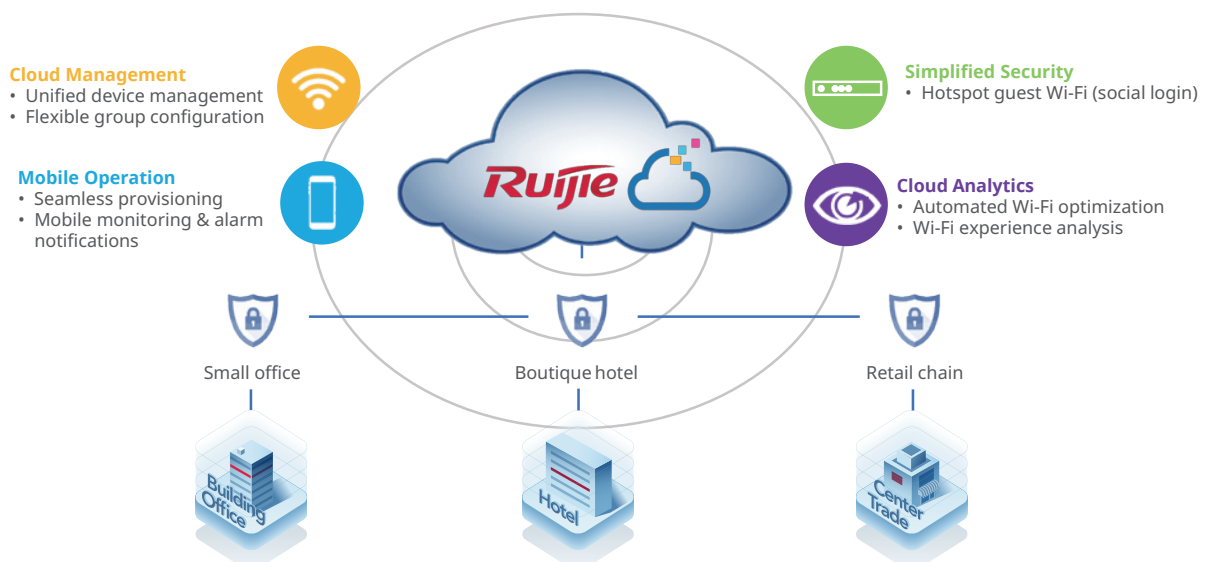 Cloud Management
• Unified device management
• Flexible group configuration
Mobile Operation
• Seamless provisioning
• Mobile monitoring & alarm
notifications
Ruijie
Simplified Security
• Hotspot guest Wi-Fi (social login)
Cloud Analytics
• Automated Wi-Fi optimization
• Wi-Fi experience analysis
Small office
Boutique hotel
Retail chain
Building
Office
Hotel
Center
Trade